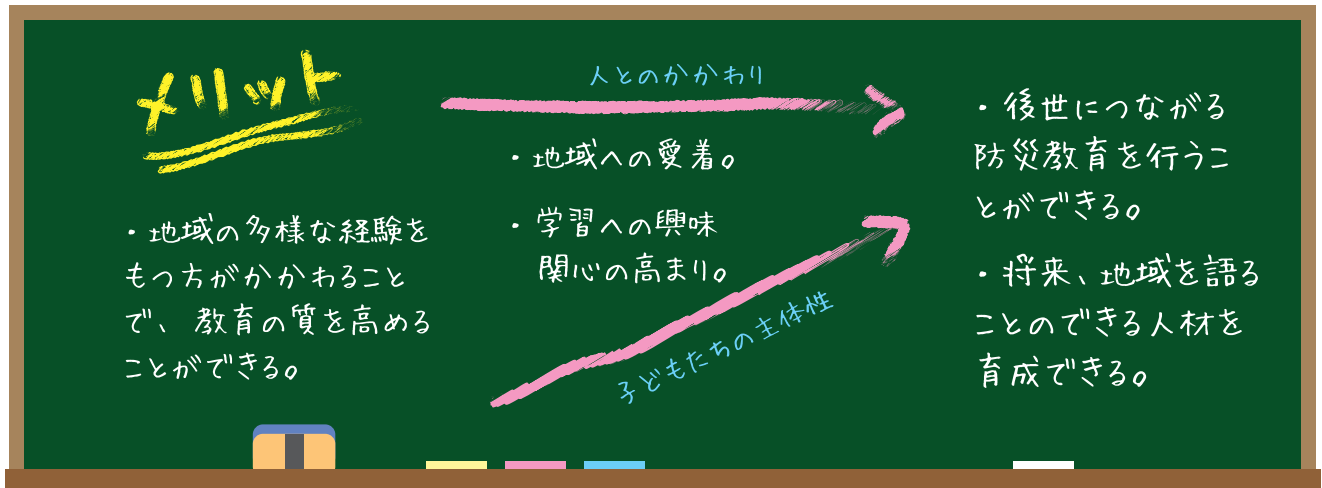 メリット
・地域の多様な経験を
もつ方がかかわること
で、教育の質を高める
ことができる。
人とのかかわり
・地域への愛着。
・学習への興味
関心の高まり。
子どもたちの主体性
・後世につながる
防災教育を行うこ
とができる。
・将来、地域を語る
ことのできる人材を
育成できる。